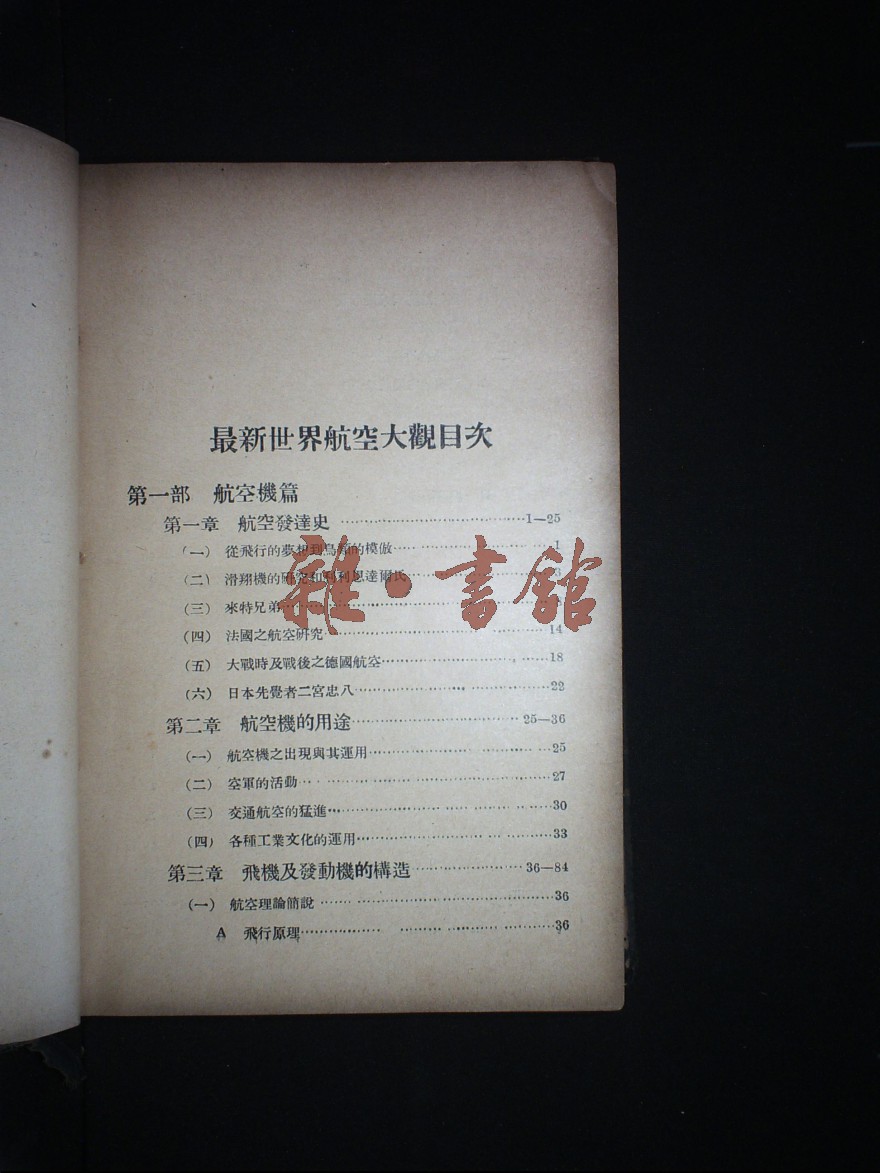 最新世界航空大觀目次
第一部 航空機篇
第一章 航空發達史 1—25
(一) 從飛行的夢想到鳥類的模倣 1
(二) 滑翔機的研究和利利恩達爾氏
(三) 來特兄弟
(四) 法國之航空研究 14
(五) 大戰時及戰後之德國航空 18
(六) 日本先覺者二宮忠八 22
第二章 航空機的用途 25—36
(一) 航空機之出現與其運用 25
(二) 空軍的活動 27
(三) 交通航空的猛進 30
(四) 各種工業文化的運用 33
第三章 飛機及發動機的構造 36—84
(一) 航空理論簡說 36
A 飛行原理 36
雜·書館